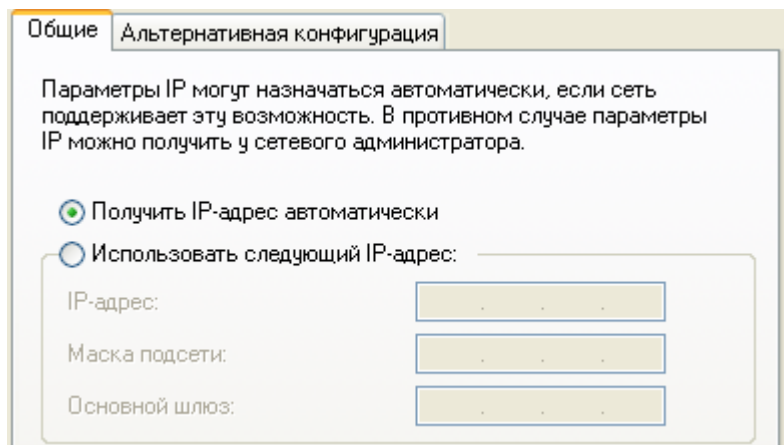 Общие
Альтернативная конфигурация
Параметры IP могут назначаться автоматически, если сеть
поддерживает эту возможность. В противном случае параметры
IP можно получить у сетевого администратора.
Получить IP-адрес автоматически
Использовать следующий IP-адрес:
IP-адрес:
Маска подсети:
Основной шлюз: